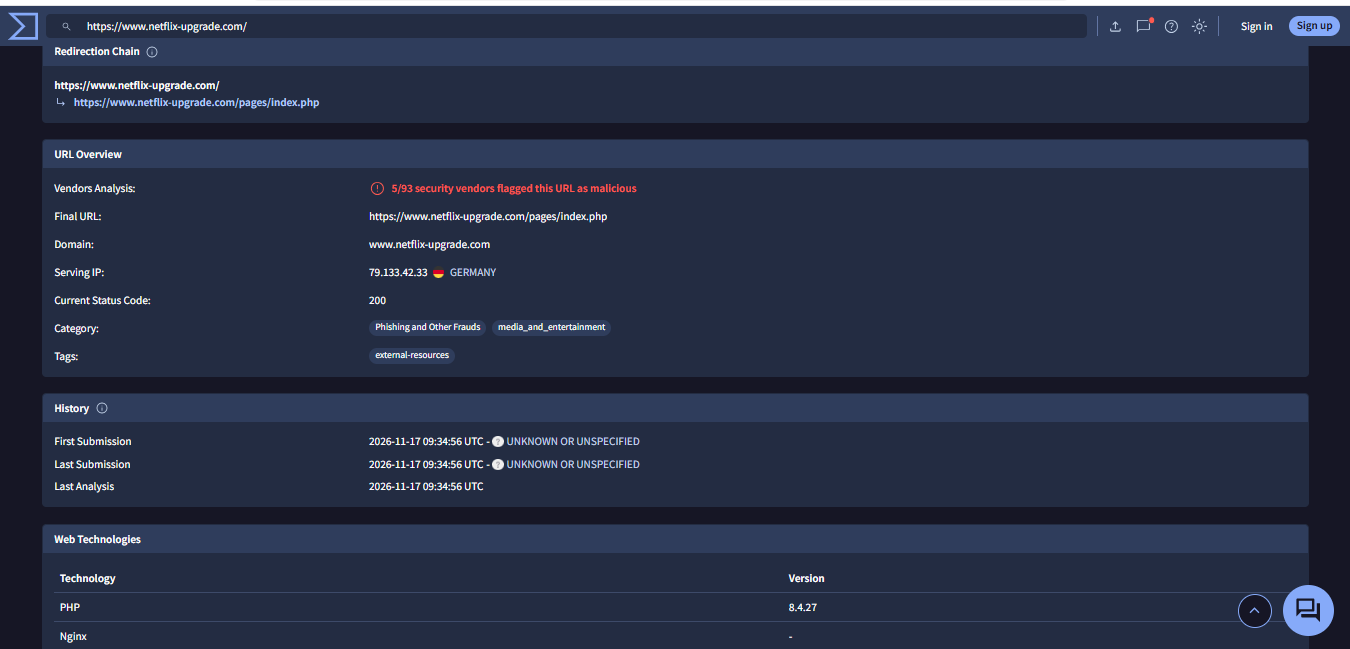 https://www.netflix-upgrade.com/ Sign in Sign up
Redirection Chain
https://www.netflix-upgrade.com/
https://www.netflix-upgrade.com/pages/index.php
URL Overview
Vendors Analysis: 5/93 security vendors flagged this URL as malicious
Final URL: https://www.netflix-upgrade.com/pages/index.php
Domain: www.netflix-upgrade.com
Serving IP: 79.133.42.33 GERMANY
Current Status Code: 200
Category: Phishing and Other Frauds media_and_entertainment
Tags: external-resources
History
First Submission 2026-11-17 09:34:56 UTC - UNKNOWN OR UNSPECIFIED
Last Submission 2026-11-17 09:34:56 UTC - UNKNOWN OR UNSPECIFIED
Last Analysis 2026-11-17 09:34:56 UTC
Web Technologies
Technology Version
PHP 8.4.27
Nginx -